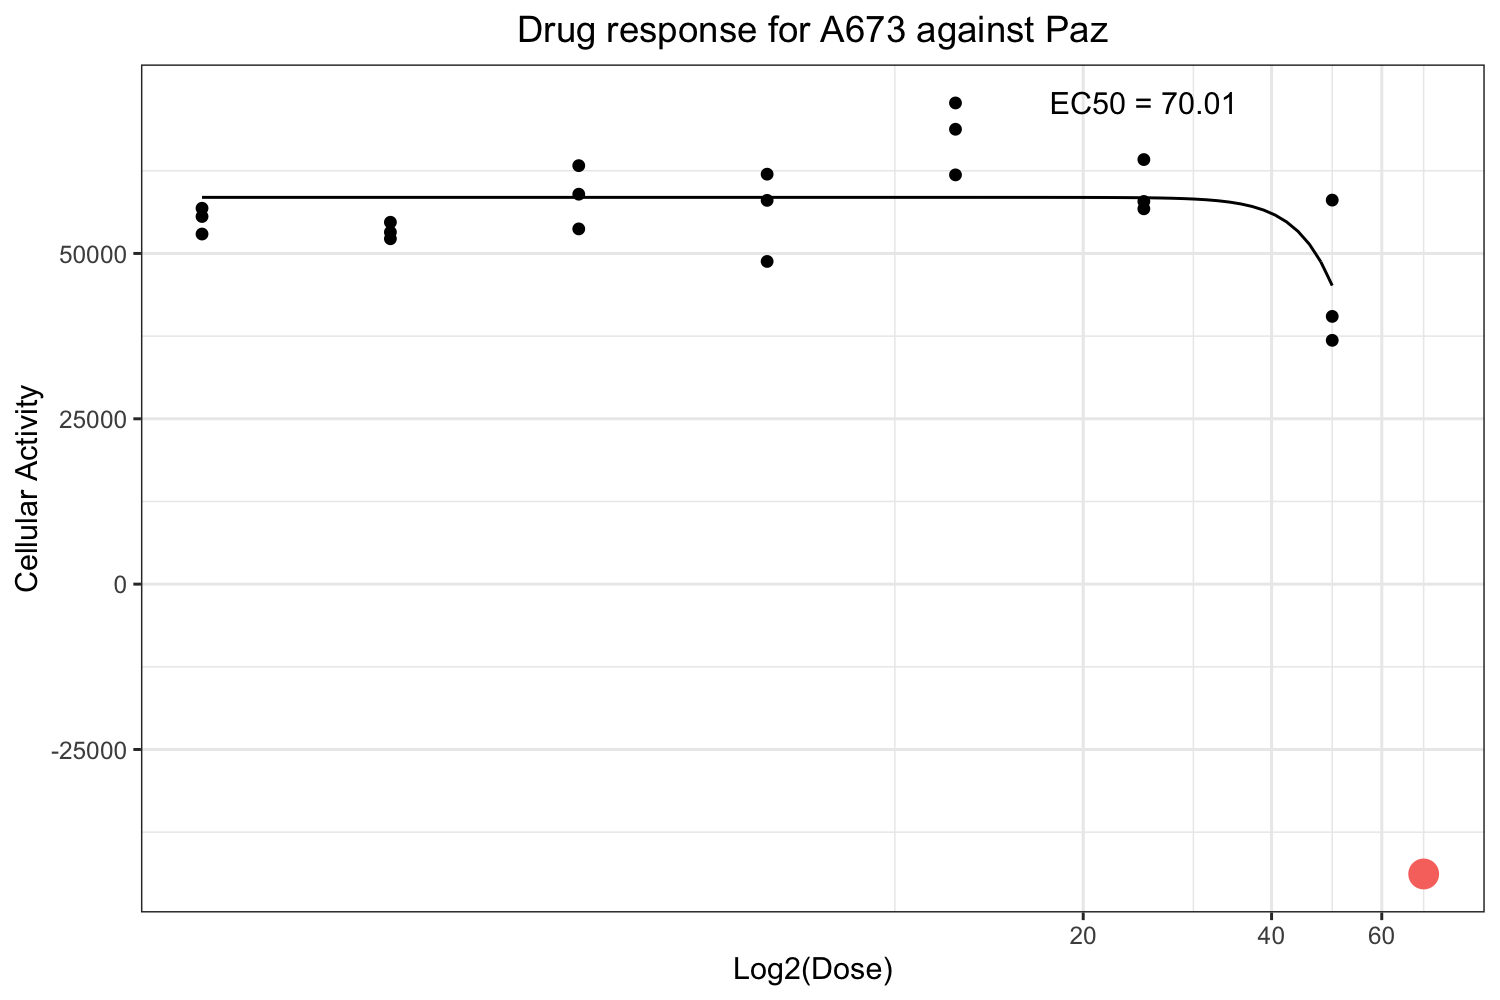 Drug response for A673 against Paz
EC50 = 70.01
50000
25000
0
-25000
Cellular Activity
20
40
60
Log2(Dose)